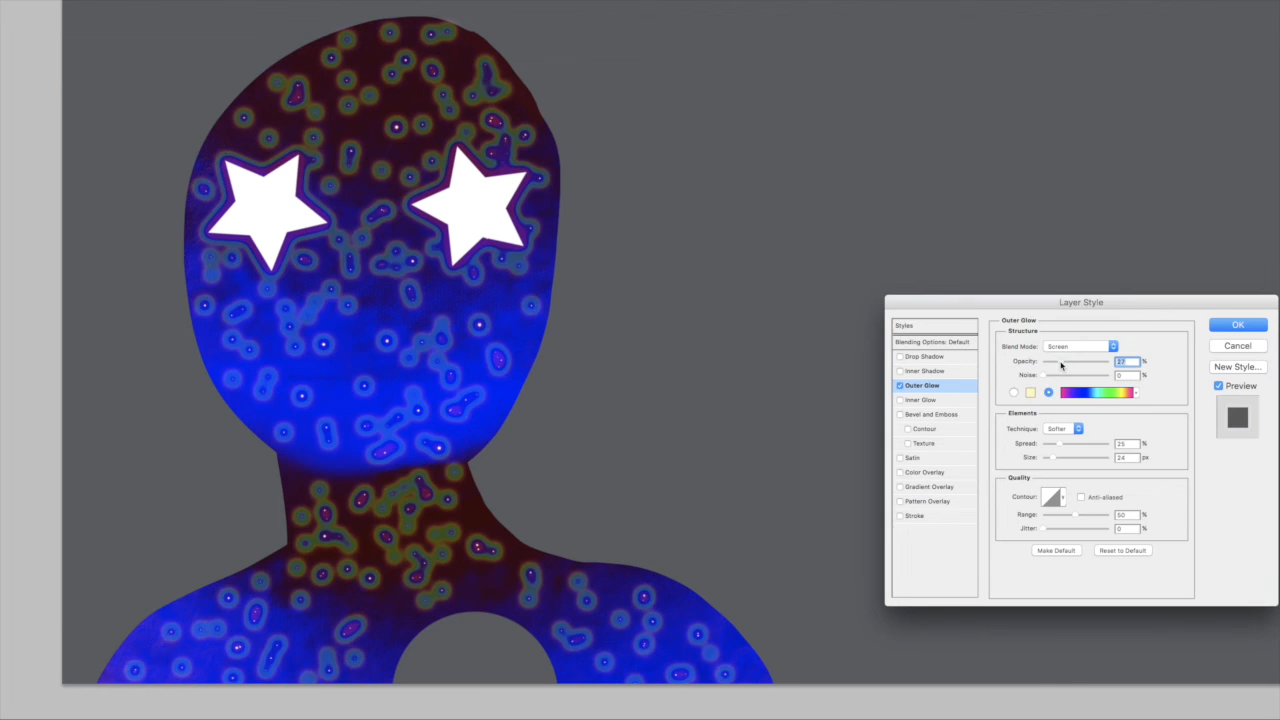 Layer Style
Styles
Blending Options: Default
Drop Shadow
Inner Shadow
Outer Glow
Inner Glow
Bevel and Emboss
Contour
Texture
Satin
Color Overlay
Gradient Overlay
Pattern Overlay
Stroke
Outer Glow
Structure
Blend Mode: Screen
Opacity: %
Noise: 0 %
Elements
Technique: Softer
Spread: 25 %
Size: 24 px
Quality
Contour: Anti-aliased
Range: 50 %
Jitter: 0 %
Make Default Reset to Default
OK
Cancel
New Style...
Preview